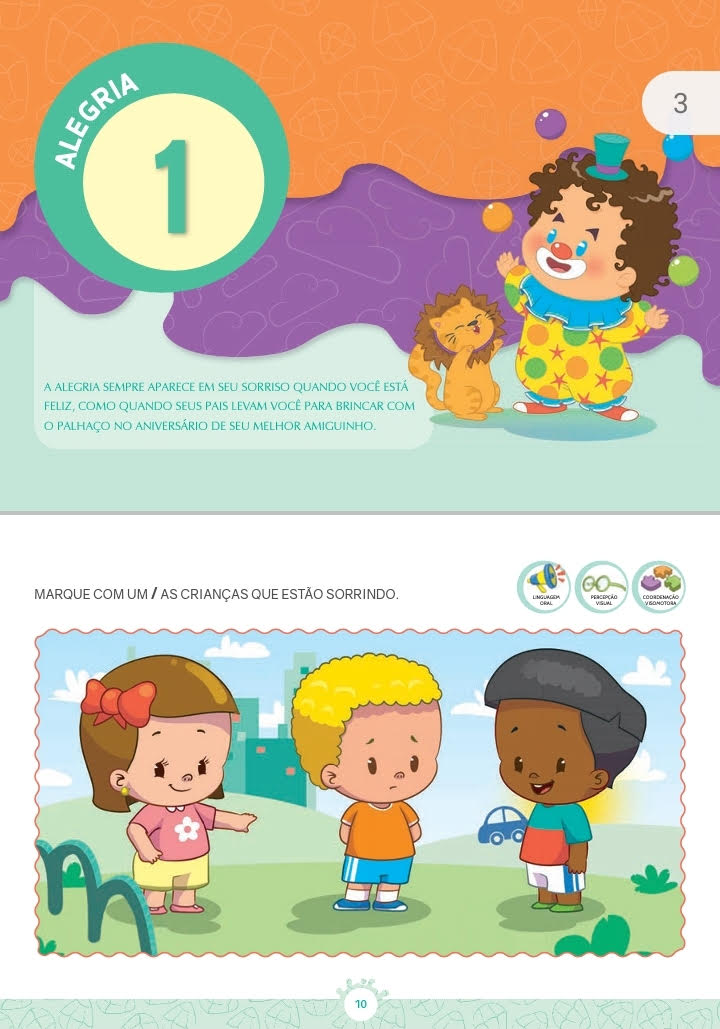 ALEGRIA
1
3
A ALEGRIA SEMPRE APARECE EM SEU SORRISO QUANDO VOCÊ ESTÁ
FELIZ, COMO QUANDO SEUS PAIS LEVAM VOCÊ PARA BRINCAR COM
O PALHAÇO NO ANIVERSÁRIO DE SEU MELHOR AMIGUINHO.
MARQUE COM UM / AS CRIANÇAS QUE ESTÃO SORRINDO.
LINGUAGEM
ORAL
PERCEPÇÃO
VISUAL
COORDENAÇÃO
VISOMOTORA
10